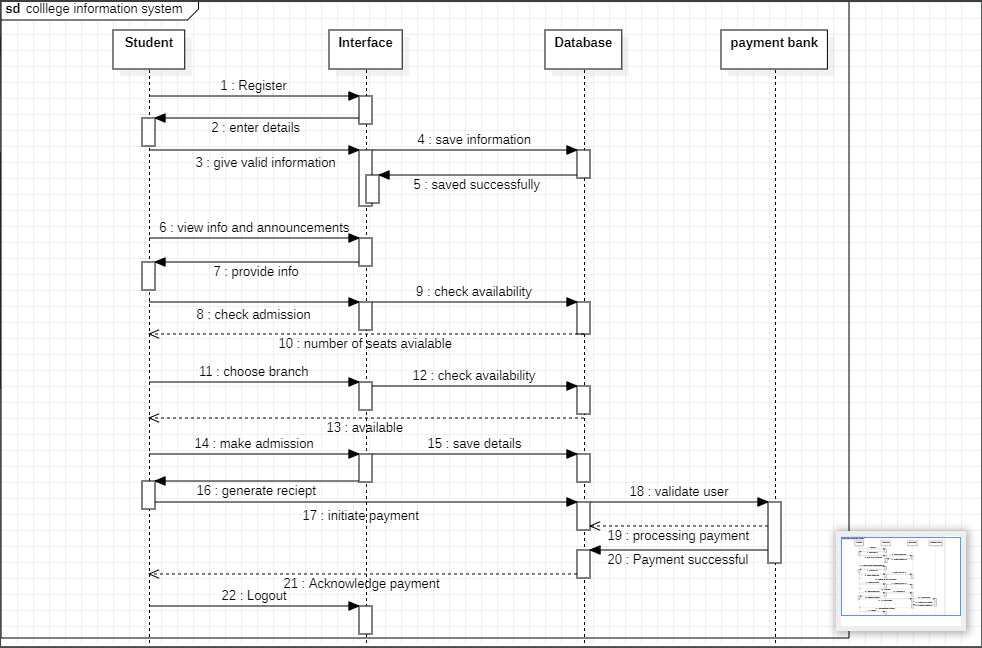 sd colllege information system
Student
Interface
Database
payment bank
1 : Register
2 : enter details
3 : give valid information
4 : save information
5 : saved successfully
6 : view info and announcements
7 : provide info
8 : check admission
9 : check availability
10 : number of seats avialable
11 : choose branch
12 : check availability
13 : available
14 : make admission
15 : save details
16 : generate reciept
17 : initiate payment
18 : validate user
19 : processing payment
20 : Payment successful
21 : Acknowledge payment
22 : Logout